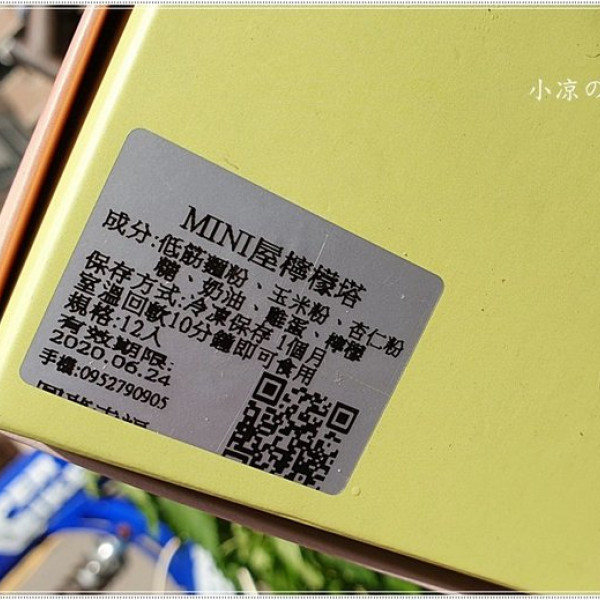 小凉の
MINI屋檸檬塔
成分:低筋麵粉、玉米粉、杏仁粉
糖、奶油、雞蛋、檸檬
保存方式:冷凍保存1個月
室溫回軟10分鐘即可食用
規格:12入
有效期限:
2020.06.24
手機:0952790905